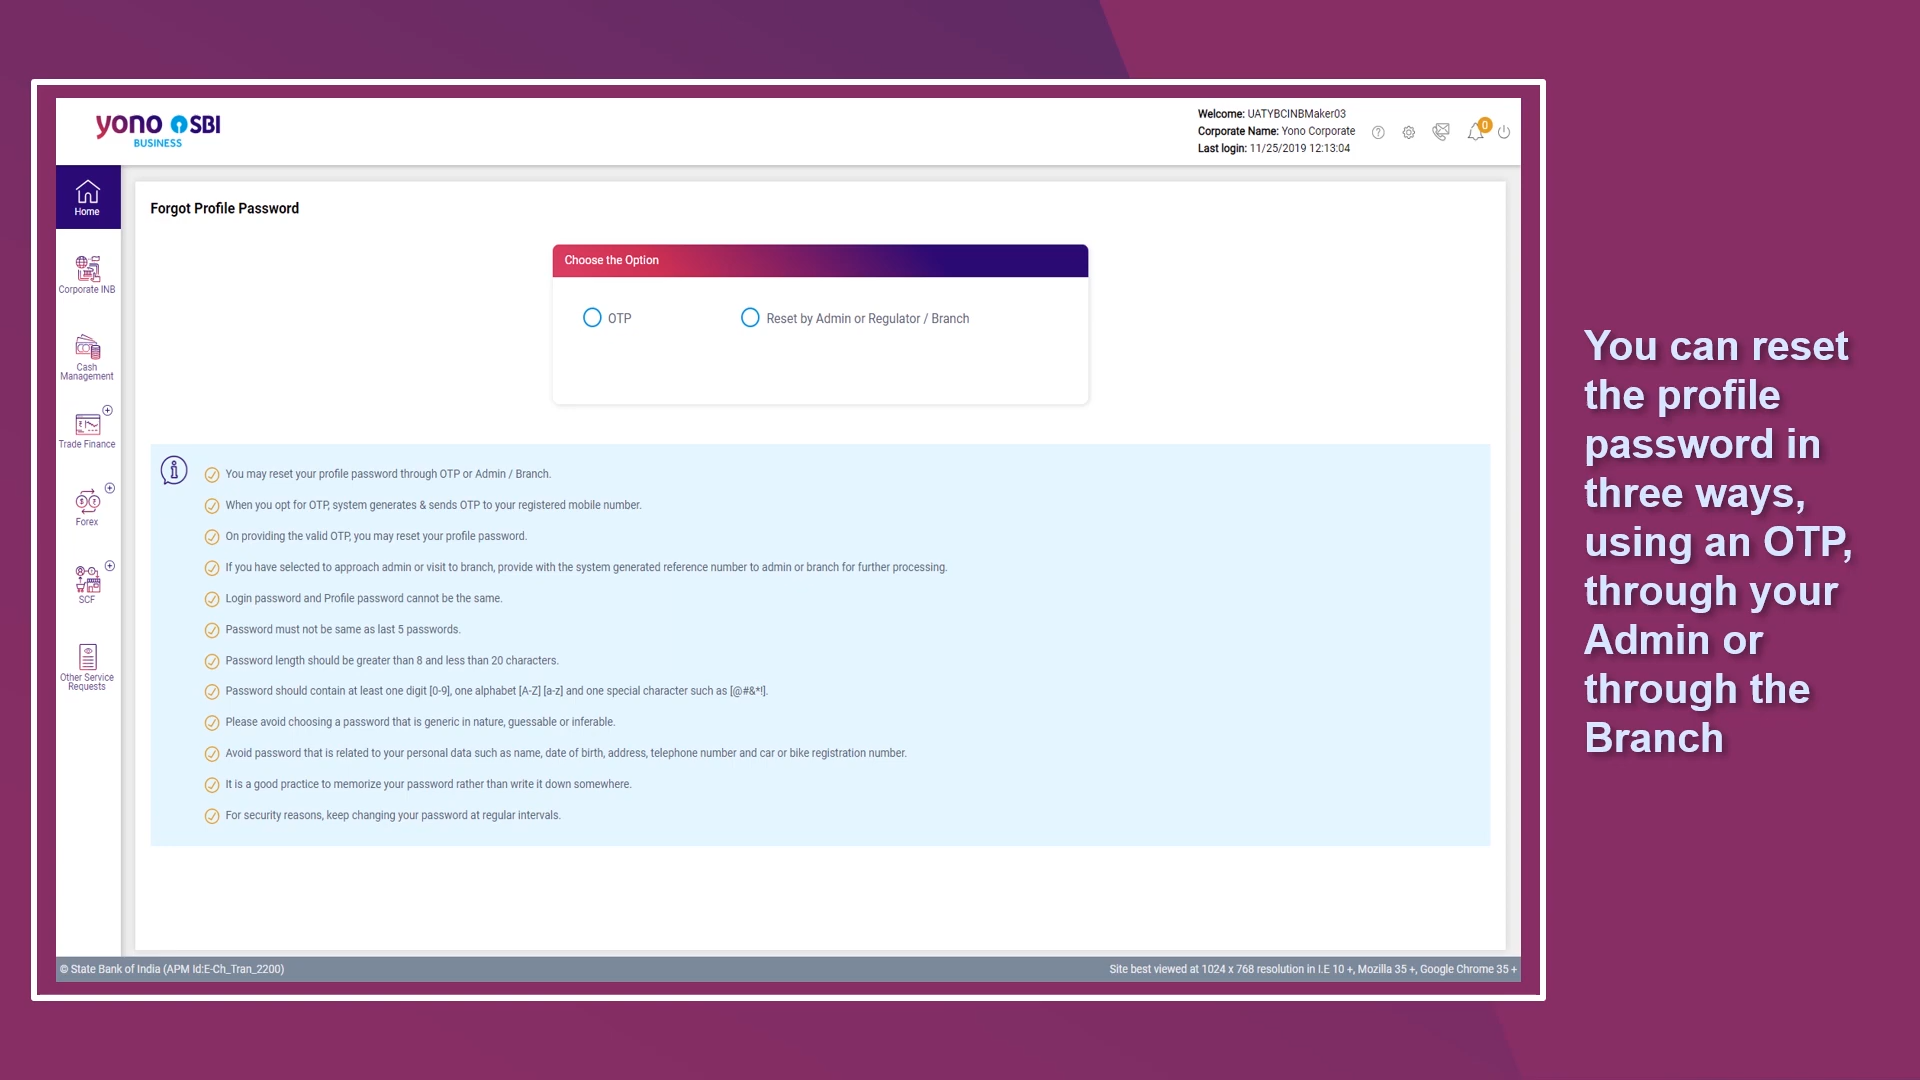 yono SBI
BUSINESS
Welcome: UATYBCINBMaker03
Corporate Name: Yono Corporate
Last login: 11/25/2019 12:13:04
0
Home
Corporate INB
Cash
Management
Trade Finance
Forex
SCF
Other Service
Requests
Forgot Profile Password
Choose the Option
OTP
Reset by Admin or Regulator / Branch
You may reset your profile password through OTP or Admin / Branch.
When you opt for OTP, system generates & sends OTP to your registered mobile number.
On providing the valid OTP, you may reset your profile password.
If you have selected to approach admin or visit to branch, provide with the system generated reference number to admin or branch for further processing.
Login password and Profile password cannot be the same.
Password must not be same as last 5 passwords.
Password length should be greater than 8 and less than 20 characters.
Password should contain at least one digit [0-9], one alphabet [A-Z] [a-z] and one special character such as [@#&*!].
Please avoid choosing a password that is generic in nature, guessable or inferable.
Avoid password that is related to your personal data such as name, date of birth, address, telephone number and car or bike registration number.
It is a good practice to memorize your password rather than write it down somewhere.
For security reasons, keep changing your password at regular intervals.
© State Bank of India (APM Id:E-Ch_Tran_2200)
Site best viewed at 1024 x 768 resolution in I.E 10 +, Mozilla 35 +, Google Chrome 35 +
You can reset
the profile
password in
three ways,
using an OTP,
through your
Admin or
through the
Branch